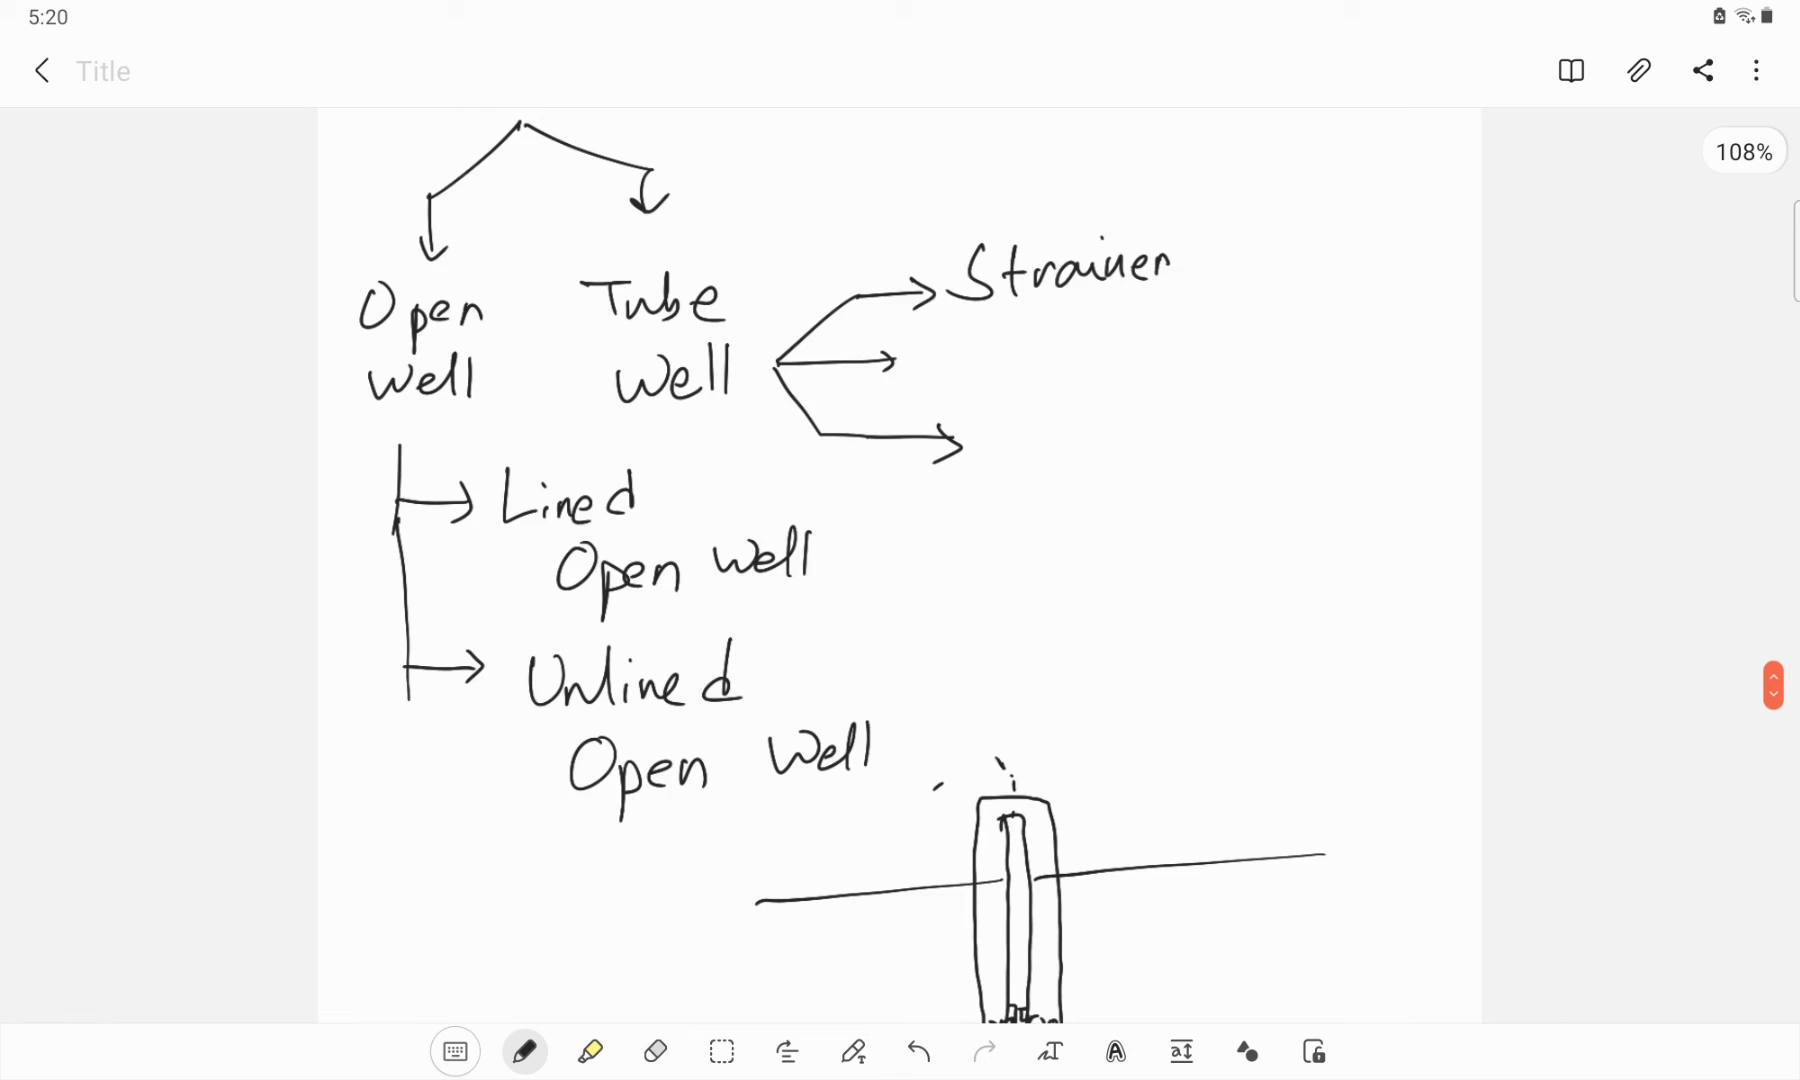 5:20
Title
108%
Strainer
Open
well
Tube
Well
Lined
Open well
Unlined
Open Well